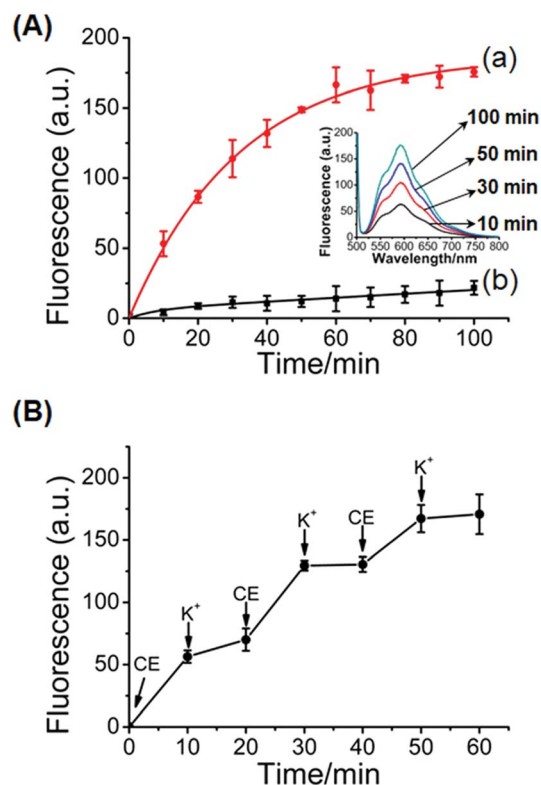 (A)
200
150
100
50
0
Fluorescence (a.u.)
(a)
200
150
100
50
0
Fluorescence (a.u.)
100 min
50 min
30 min
10 min
500 550 600 650 700 750 800
Wavelength/nm
(b)
0 20 40 60 80 100
Time/min
(B)
200
150
100
50
0
Fluorescence (a.u.)
CE
K+
CE
K+
CE
K+
0 10 20 30 40 50 60
Time/min